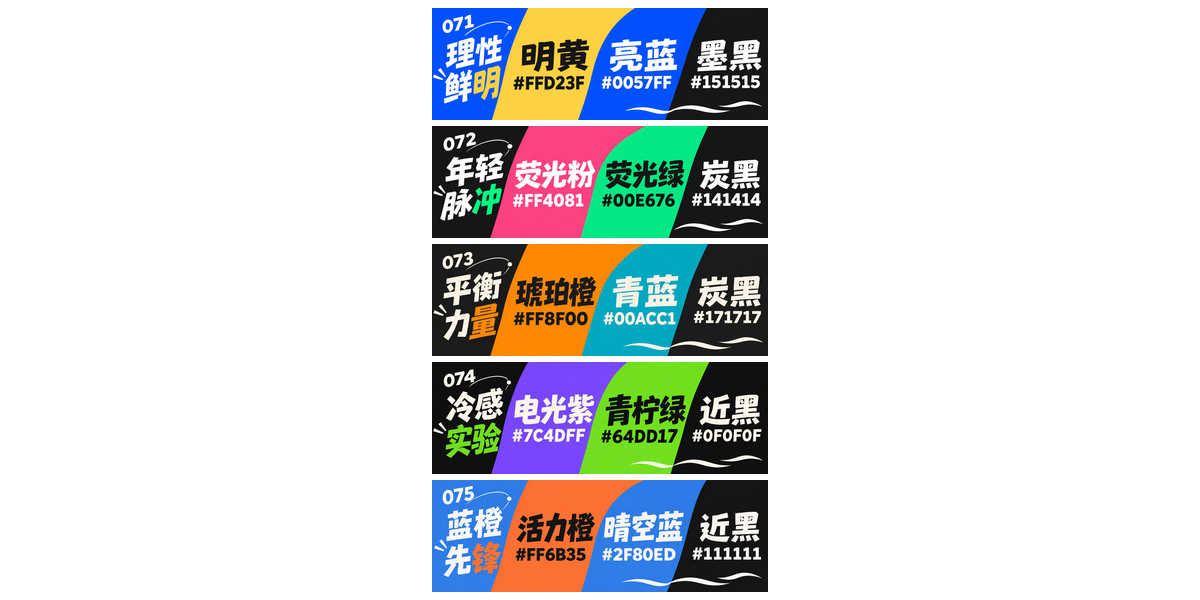 071
理性
鲜明
明黄
#FFD23F
亮蓝
#0057FF
墨黑
#151515
072
年轻
脉冲
荧光粉
#FF4081
荧光绿
#00E676
炭黑
#141414
073
平衡
力量
琥珀橙
#FF8F00
青蓝
#00ACC1
炭黑
#171717
074
冷感
实验
电光紫
#7C4DFF
青柠绿
#64DD17
近黑
#0F0F0F
075
蓝橙
先锋
活力橙
#FF6B35
晴空蓝
#2F80ED
近黑
#111111